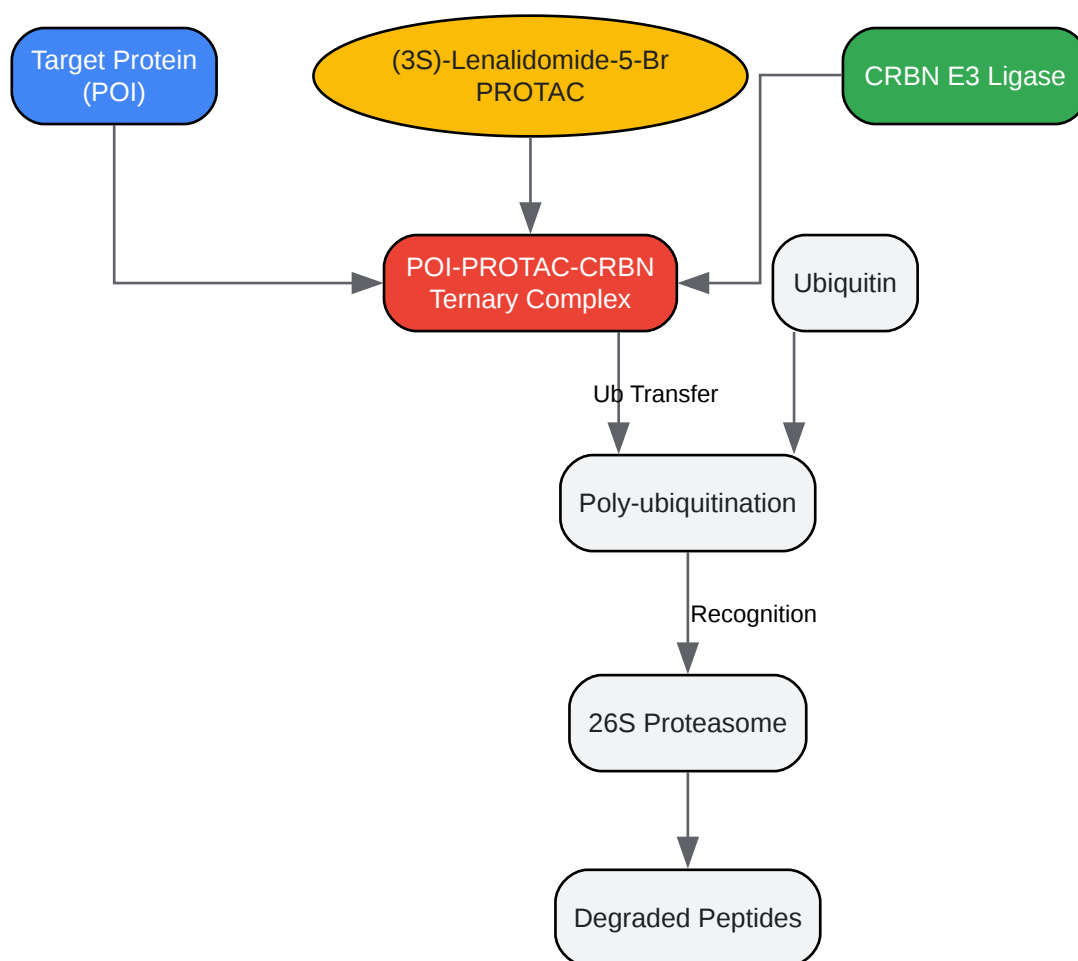 Target Protein
(POI)
(3S)-Lenalidomide-5-Br
PROTAC
CRBN E3 Ligase
POI-PROTAC-CRBN
Ternary Complex
Ubiquitin
Ub Transfer
Poly-ubiquitination
Recognition
26S Proteasome
Degraded Peptides